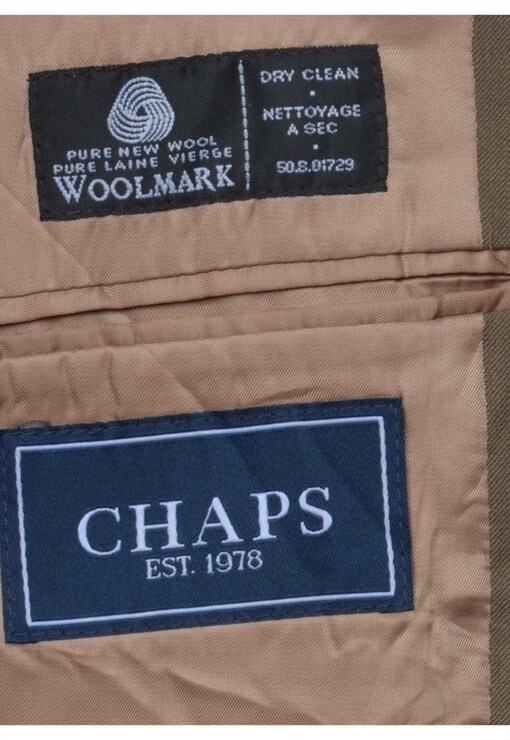 PURE NEW WOOL
PURE LAINE VIERGE
WOOLMARK
DRY CLEAN
·
NETTOYAGE
A SEC
·
50.8.01729
CHAPS
EST. 1978